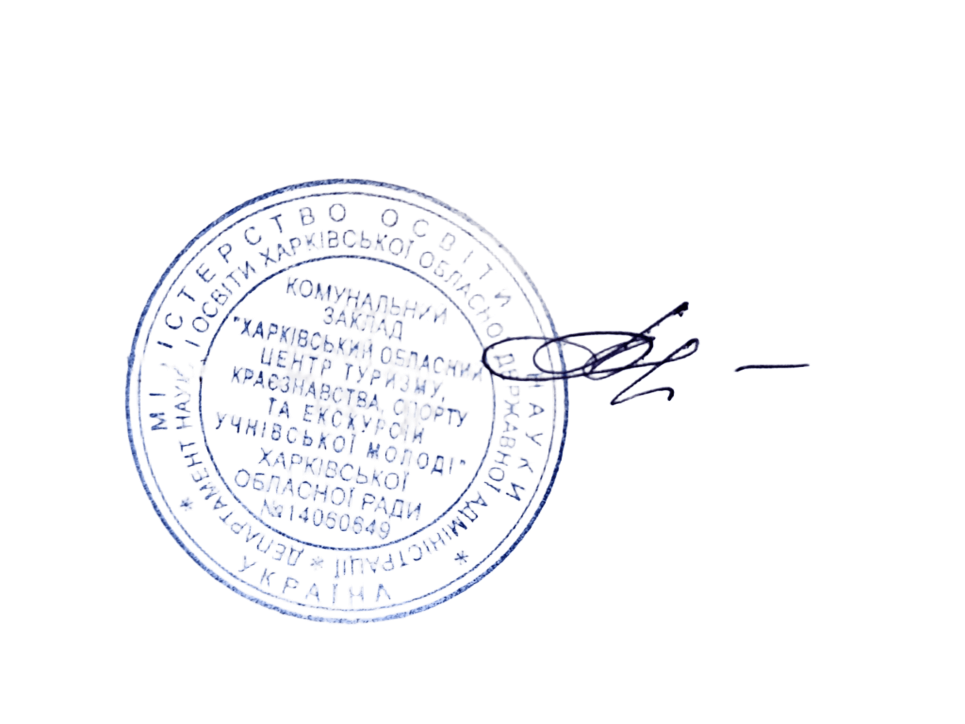 МІНІСТЕРСТВО ОСВІТИ І НАУКИ
* УКРАЇНА *
ДЕПАРТАМЕНТ НАУКИ І ОСВІТИ ХАРКІВСЬКОЇ ОБЛАСНОЇ ДЕРЖАВНОЇ АДМІНІСТРАЦІЇ *
КОМУНАЛЬНИЙ
ЗАКЛАД
"ХАРКІВСЬКИЙ ОБЛАСНИЙ
ЦЕНТР ТУРИЗМУ,
КРАЄЗНАВСТВА, СПОРТУ
ТА ЕКСКУРСІЙ
УЧНІВСЬКОЇ МОЛОДІ"
ХАРКІВСЬКОЇ
ОБЛАСНОЇ РАДИ
№14060649